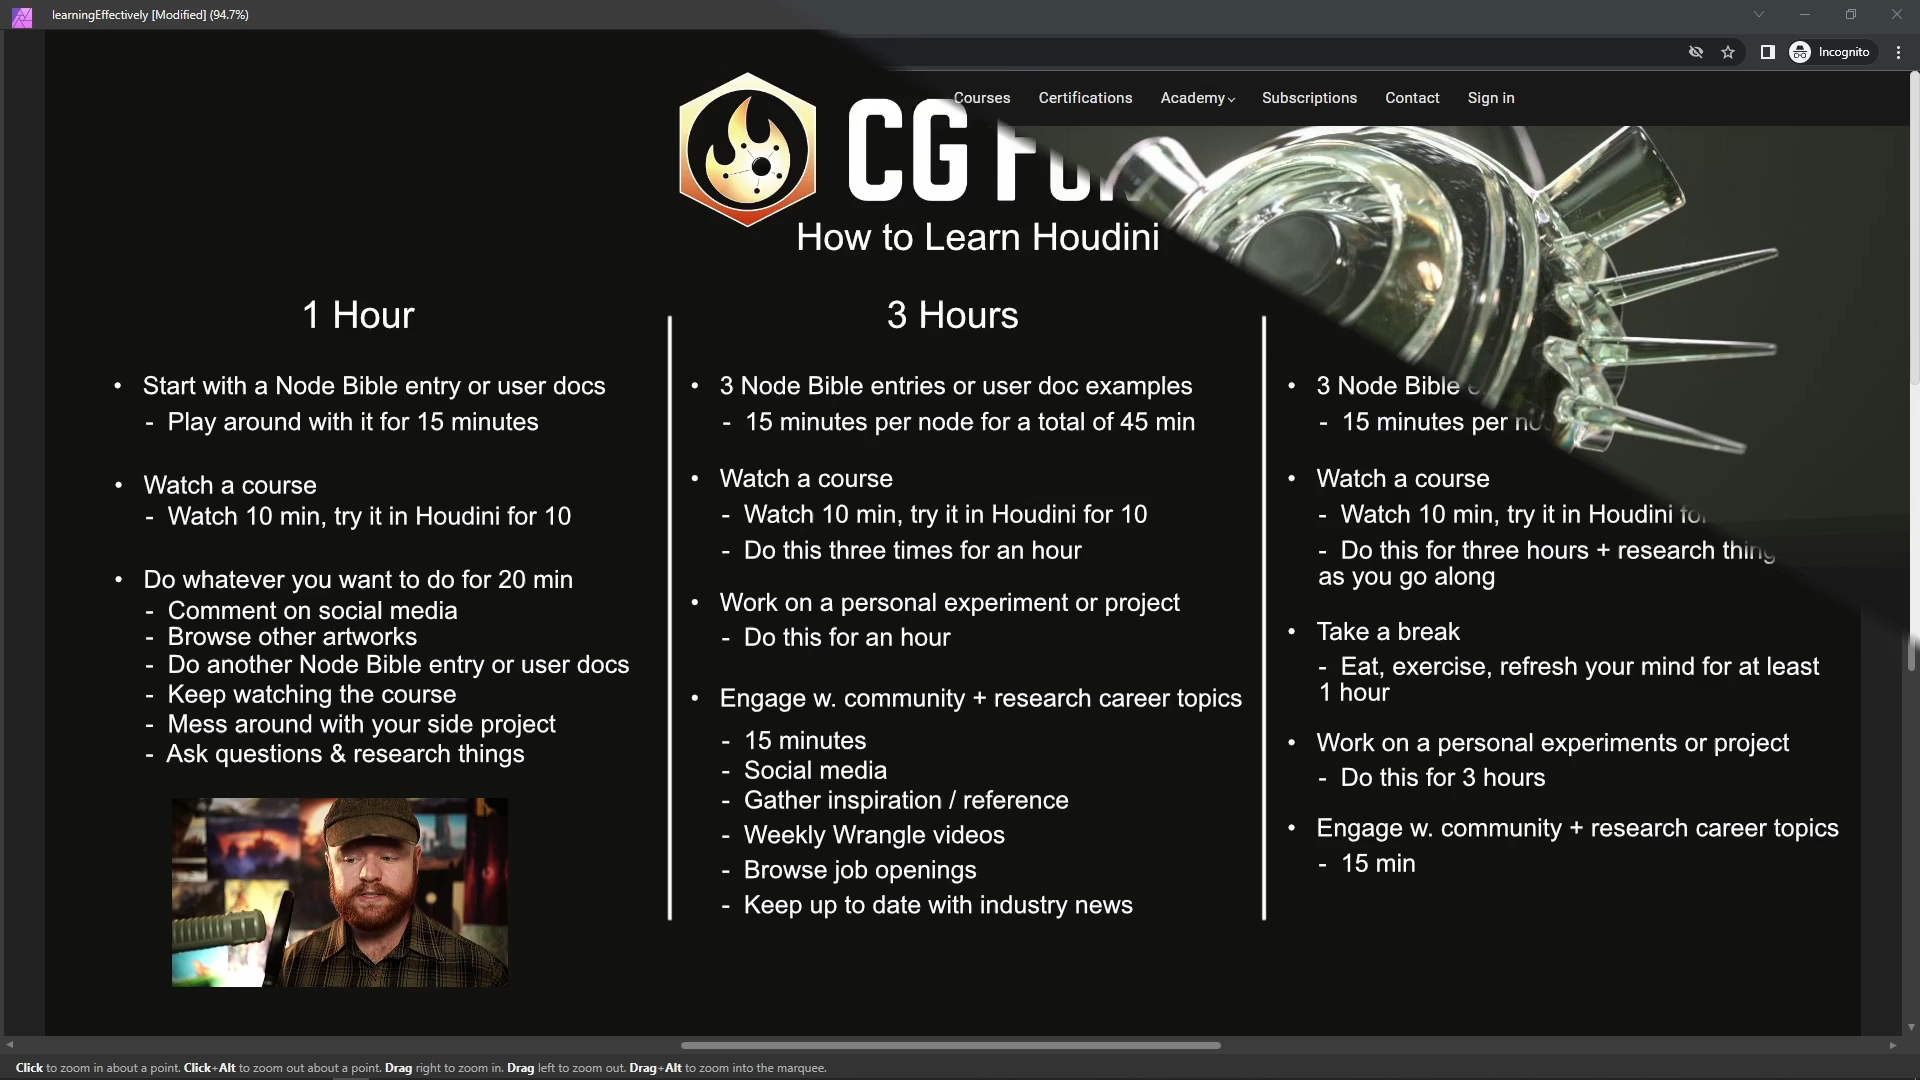 learningEffectively [Modified] (94.7%)
Incognito
Courses Certifications Academy Subscriptions Contact Sign in
CG
How to Learn Houdini
1 Hour
• Start with a Node Bible entry or user docs
- Play around with it for 15 minutes
• Watch a course
- Watch 10 min, try it in Houdini for 10
• Do whatever you want to do for 20 min
- Comment on social media
- Browse other artworks
- Do another Node Bible entry or user docs
- Keep watching the course
- Mess around with your side project
- Ask questions & research things
3 Hours
• 3 Node Bible entries or user doc examples
- 15 minutes per node for a total of 45 min
• Watch a course
- Watch 10 min, try it in Houdini for 10
- Do this three times for an hour
• Work on a personal experiment or project
- Do this for an hour
• Engage w. community + research career topics
- 15 minutes
- Social media
- Gather inspiration / reference
- Weekly Wrangle videos
- Browse job openings
- Keep up to date with industry news
• 3 Node Bible
- 15 minutes per
• Watch a course
- Watch 10 min, try it in Houdini
- Do this for three hours + research
as you go along
• Take a break
- Eat, exercise, refresh your mind for at least
1 hour
• Work on a personal experiments or project
- Do this for 3 hours
• Engage w. community + research career topics
- 15 min
Click to zoom in about a point. Click+Alt to zoom out about a point. Drag right to zoom in. Drag left to zoom out. Drag+Alt to zoom into the marquee.